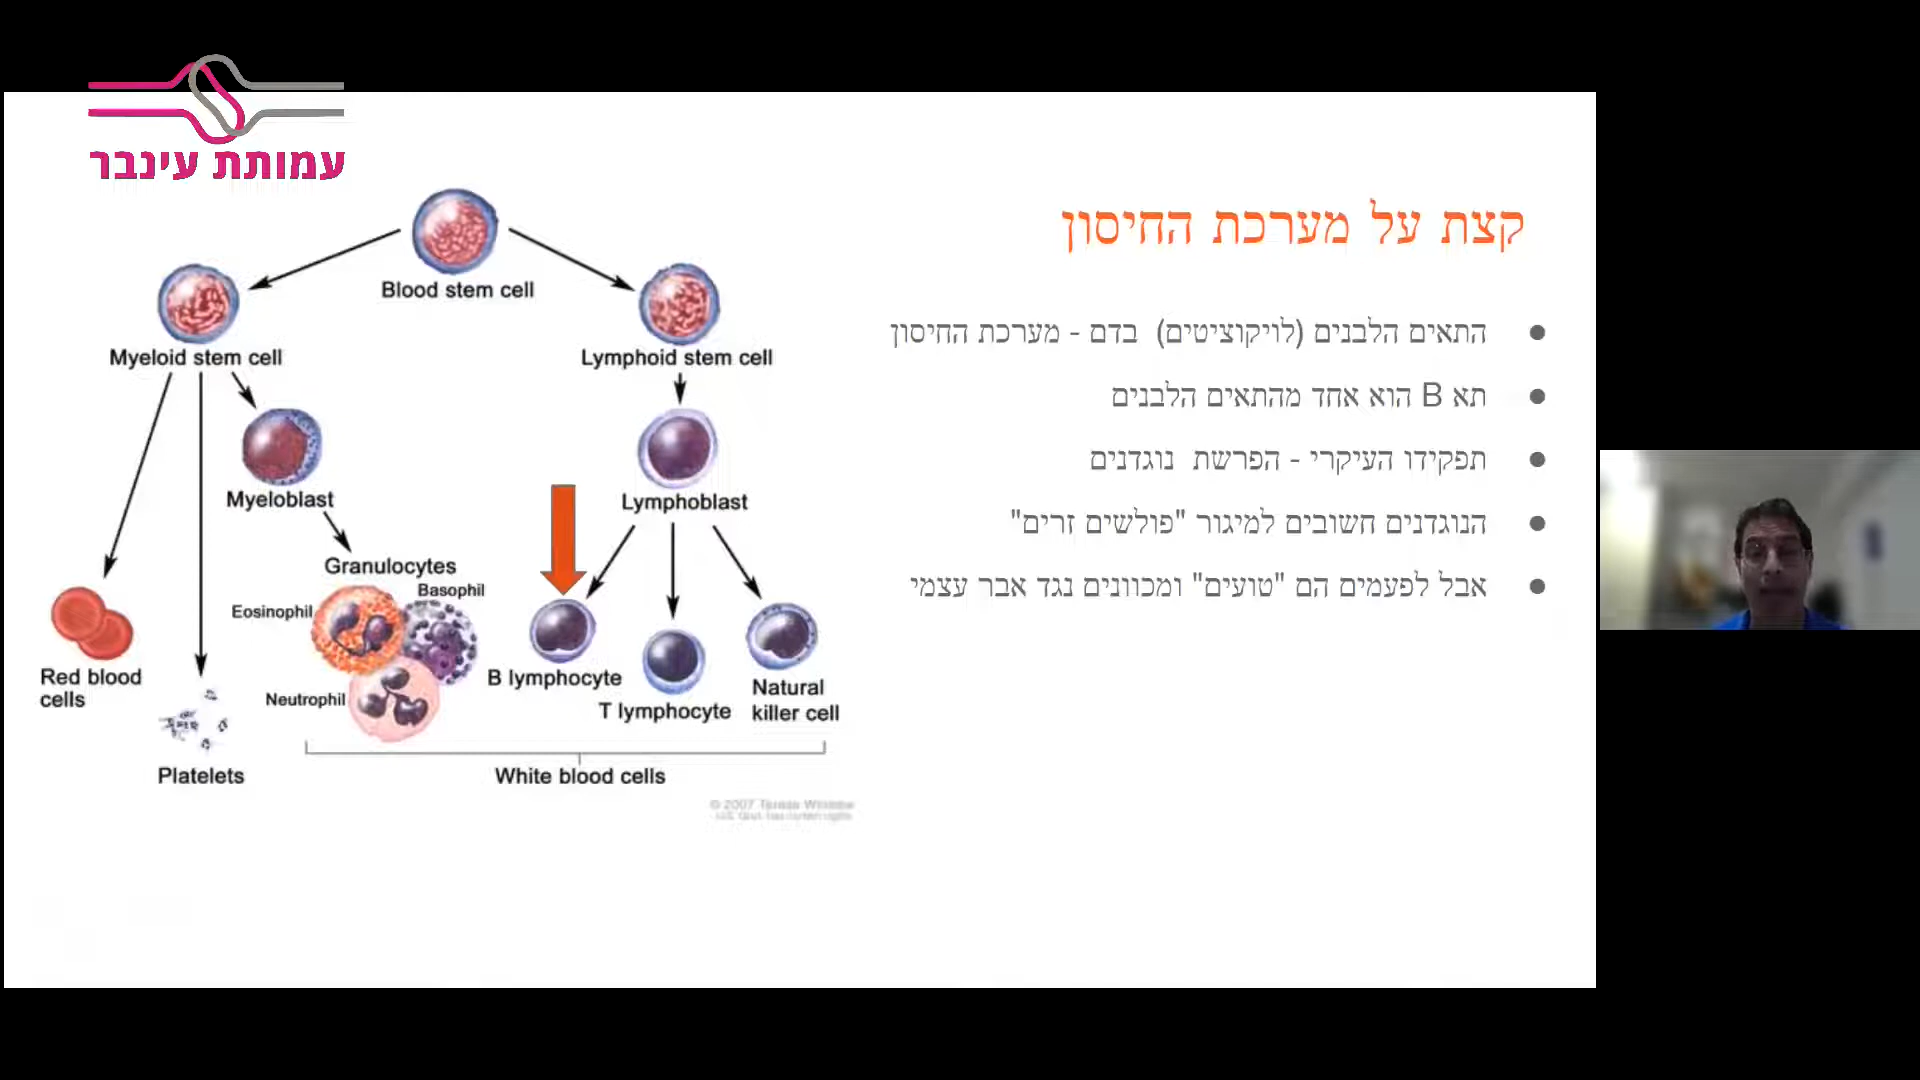 עמותת עינבר
קצת על מערכת החיסון
התאים הלבנים (לויקוציטים) בדם - מערכת החיסון
תא B הוא אחד מהתאים הלבנים
תפקידו העיקרי - הפרשת נוגדנים
הנוגדנים חשובים למיגור "פולשים זרים"
אבל לפעמים הם "טועים" ומכוונים נגד אבר עצמי
Blood stem cell
Myeloid stem cell
Lymphoid stem cell
Myeloblast
Lymphoblast
Granulocytes
Basophil
Eosinophil
Neutrophil
Red blood
cells
Platelets
B lymphocyte
T lymphocyte
Natural
killer cell
White blood cells
© 2007 Terese Winslow